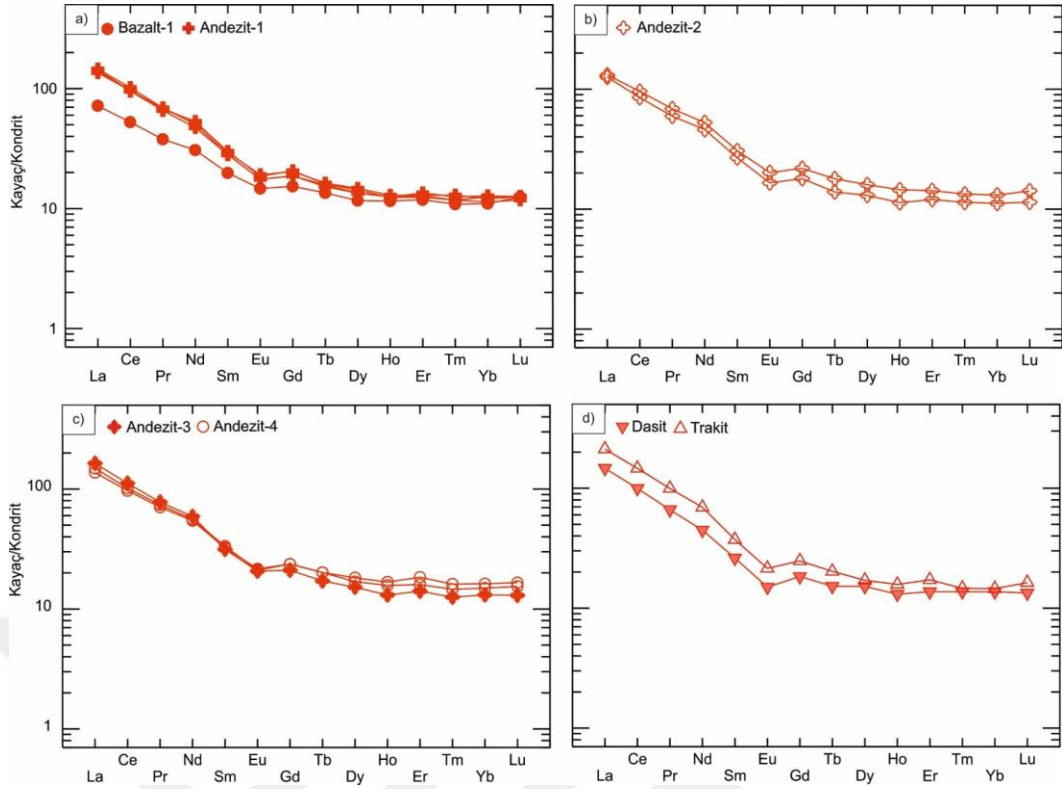 a) Bazalt-1 Andezit-1
Kayaç/Kondrit
100
10
1
Ce Nd Eu Tb Ho Tm Lu
La Pr Sm Gd Dy Er Yb
b) Andezit-2
Ce Nd Eu Tb Ho Tm Lu
La Pr Sm Gd Dy Er Yb
c) Andezit-3 Andezit-4
Kayaç/Kondrit
100
10
1
Ce Nd Eu Tb Ho Tm Lu
La Pr Sm Gd Dy Er Yb
d) Dasit Trakit
Ce Nd Eu Tb Ho Tm Lu
La Pr Sm Gd Dy Er Yb